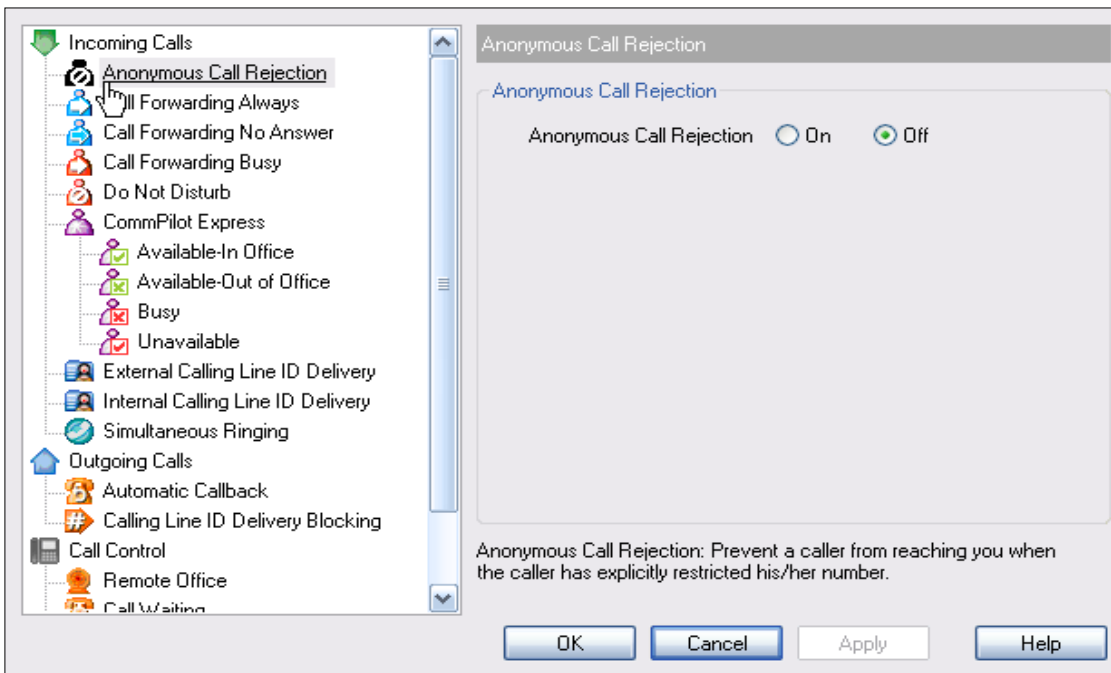 Incoming Calls
Anonymous Call Rejection
ll Forwarding Always
Call Forwarding No Answer
Call Forwarding Busy
Do Not Disturb
CommPilot Express
Available-In Office
Available-Out of Office
Busy
Unavailable
External Calling Line ID Delivery
Internal Calling Line ID Delivery
Simultaneous Ringing
Outgoing Calls
Automatic Callback
Calling Line ID Delivery Blocking
Call Control
Remote Office
Call Waiting
Anonymous Call Rejection
Anonymous Call Rejection
Anonymous Call Rejection On Off
Anonymous Call Rejection: Prevent a caller from reaching you when
the caller has explicitly restricted his/her number.
OK Cancel Apply Help